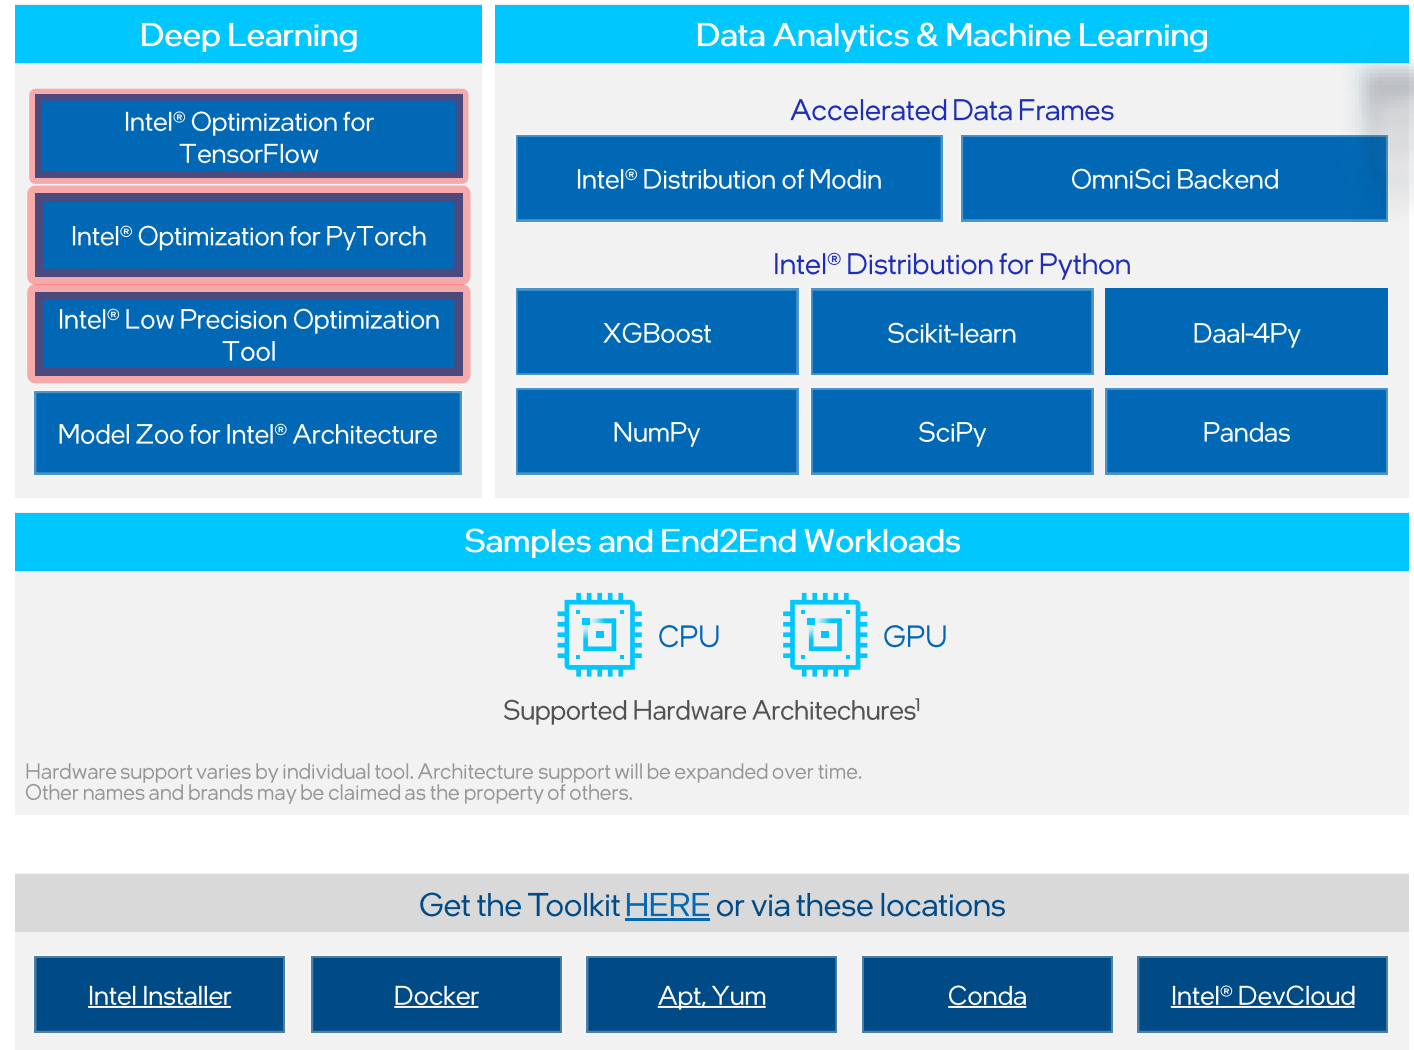 Deep Learning
Intel® Optimization for
TensorFlow
Intel® Optimization for PyTorch
Intel® Low Precision Optimization
Tool
Model Zoo for Intel® Architecture
Data Analytics & Machine Learning
Accelerated Data Frames
Intel® Distribution of Modin
OmniSci Backend
Intel® Distribution for Python
XGBoost
Scikit-learn
Daal-4Py
NumPy
SciPy
Pandas
Samples and End2End Workloads
CPU
GPU
Supported Hardware Architechures¹
Hardware support varies by individual tool. Architecture support will be expanded over time.
Other names and brands may be claimed as the property of others.
Get the Toolkit HERE or via these locations
Intel Installer
Docker
Apt, Yum
Conda
Intel® DevCloud